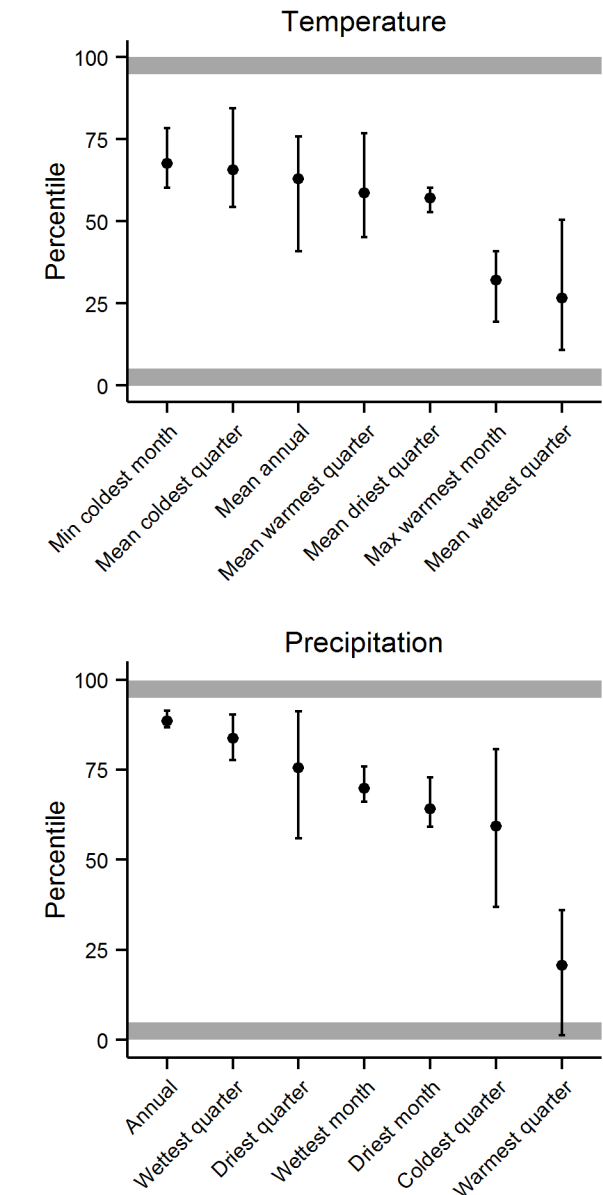 Temperature
Percentile
100
75
50
25
0
Min coldest month
Mean coldest quarter
Mean annual
Mean warmest quarter
Mean driest quarter
Max warmest month
Mean wettest quarter
Precipitation
Percentile
100
75
50
25
0
Annual
Wettest quarter
Driest quarter
Wettest month
Driest month
Coldest quarter
Warmest quarter